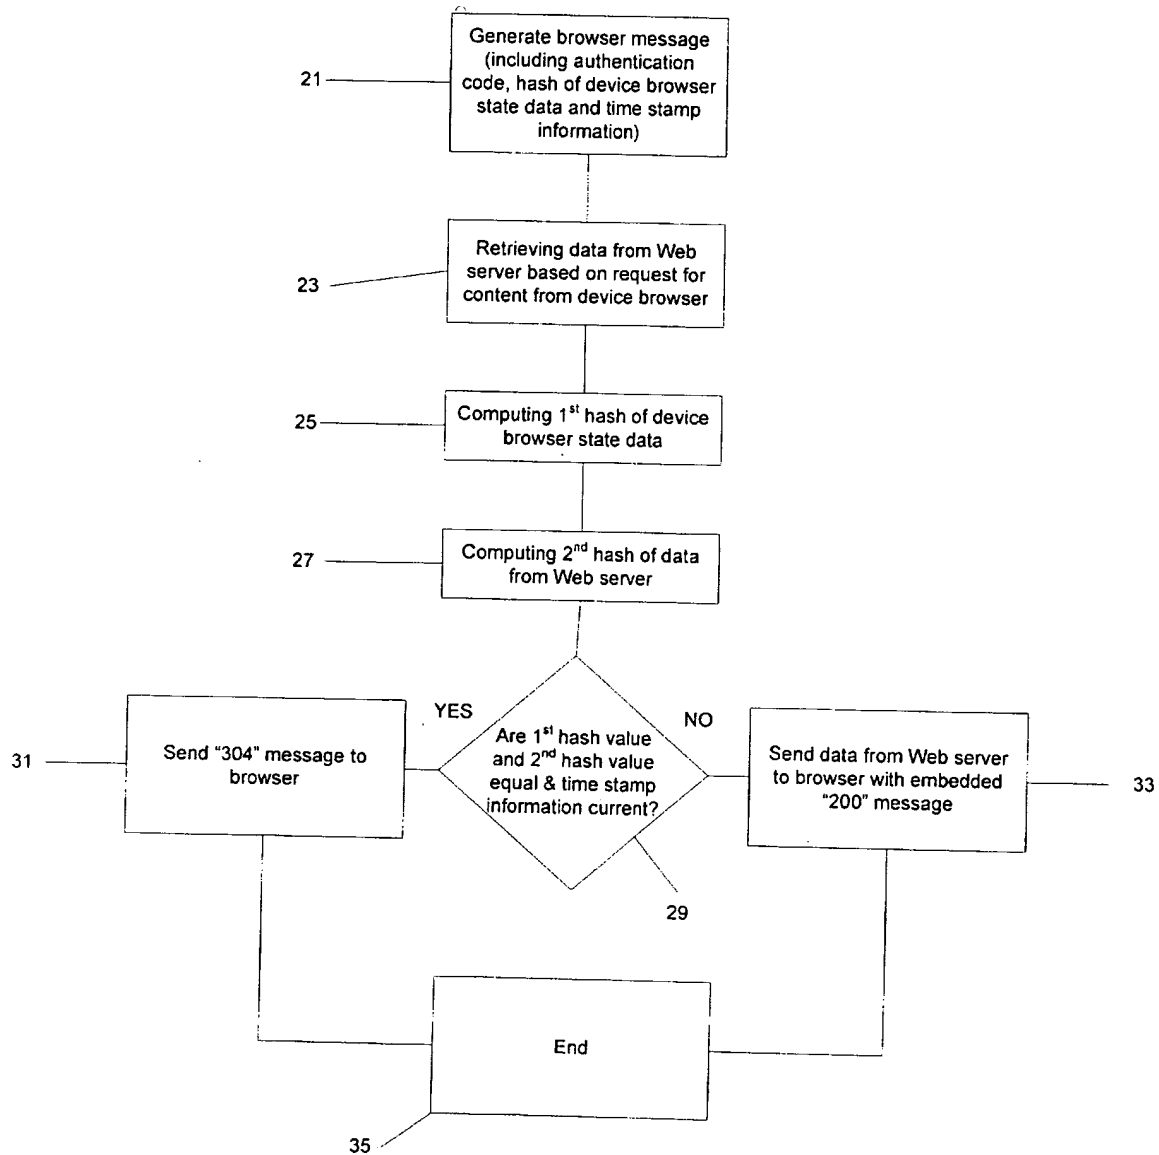 Generate browser message
(including authentication
code, hash of device browser
state data and time stamp
information)
21
Retrieving data from Web
server based on request for
content from device browser
23
Computing 1st hash of device
browser state data
25
Computing 2nd hash of data
from Web server
27
YES
NO
Send "304" message to
browser
31
Are 1st hash value
and 2nd hash value
equal & time stamp
information current?
29
Send data from Web server
to browser with embedded
"200" message
33
End
35